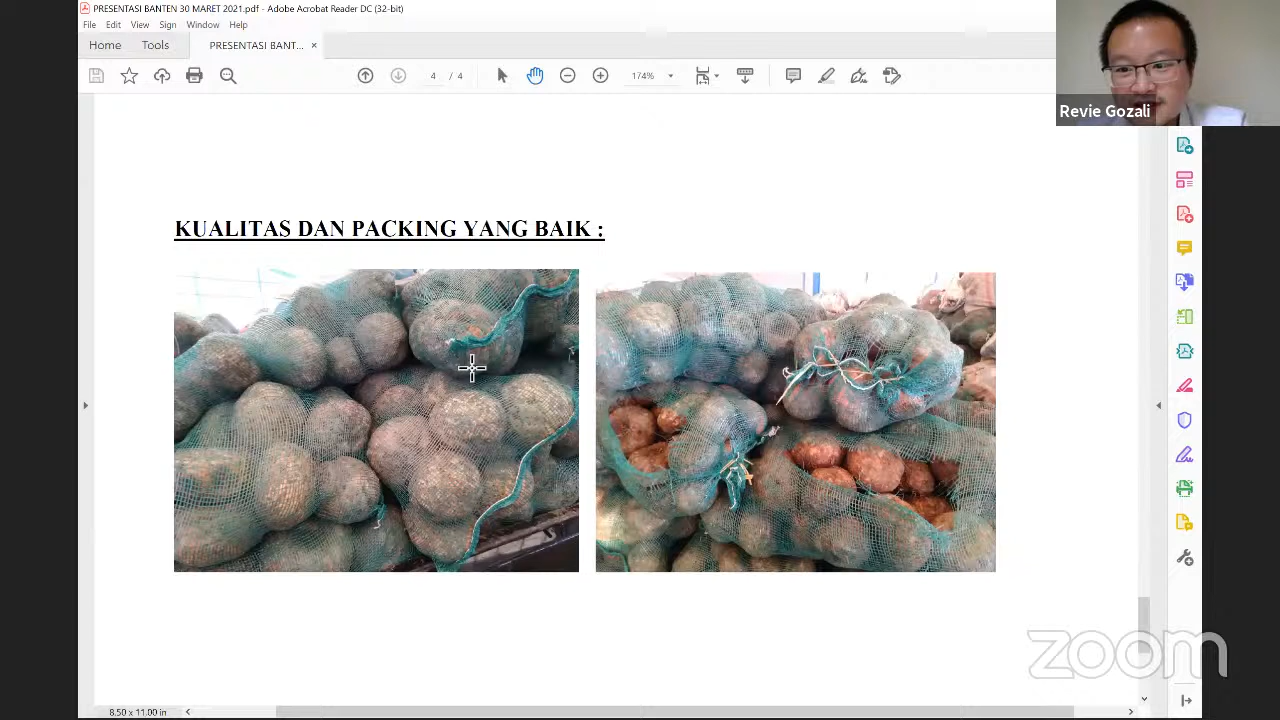 PRESENTASI BANTEN 30 MARET 2021.pdf - Adobe Acrobat Reader DC (32-bit)
File Edit View Sign Window Help
Home Tools PRESENTASI BANT... ×
4 / 4 174%
Revie Gozali
KUALITAS DAN PACKING YANG BAIK :
zoom
8.50 x 11.00 in